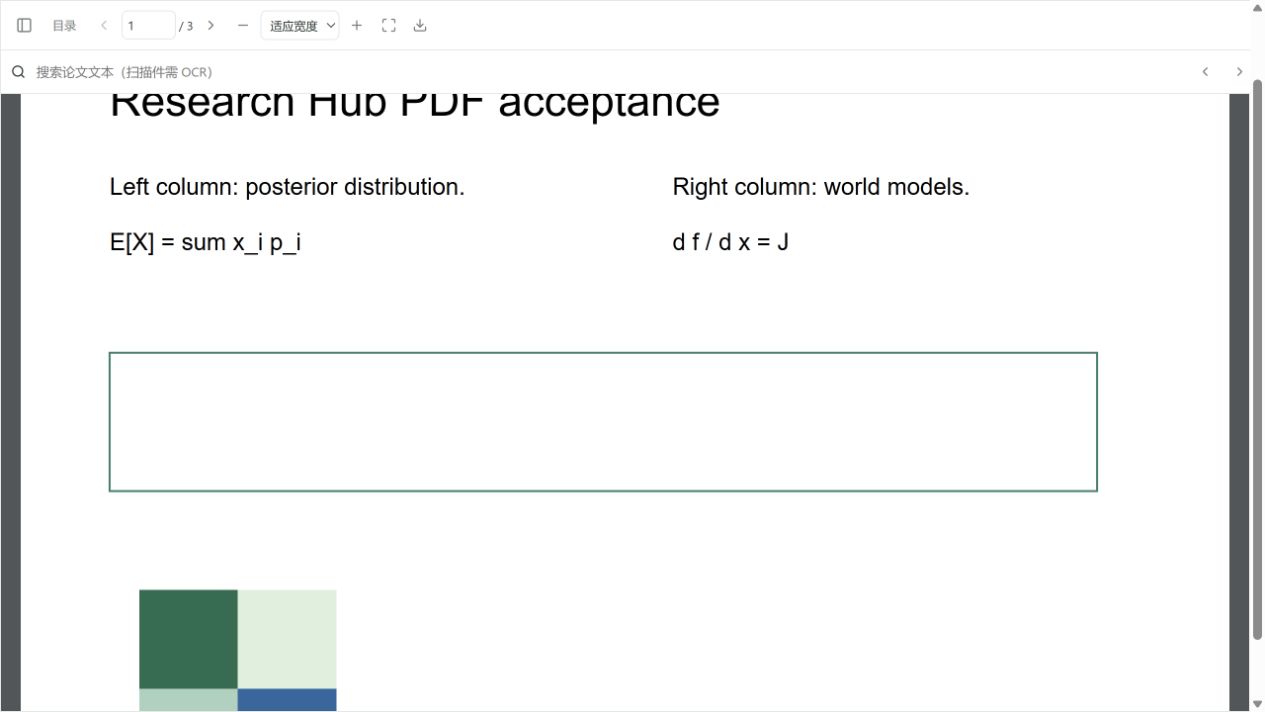 目录
1
/ 3
适应宽度
搜索论文文本（扫描件需 OCR）
Research Hub PDF acceptance
Left column: posterior distribution.
E[X] = sum x_i p_i
Right column: world models.
d f / d x = J